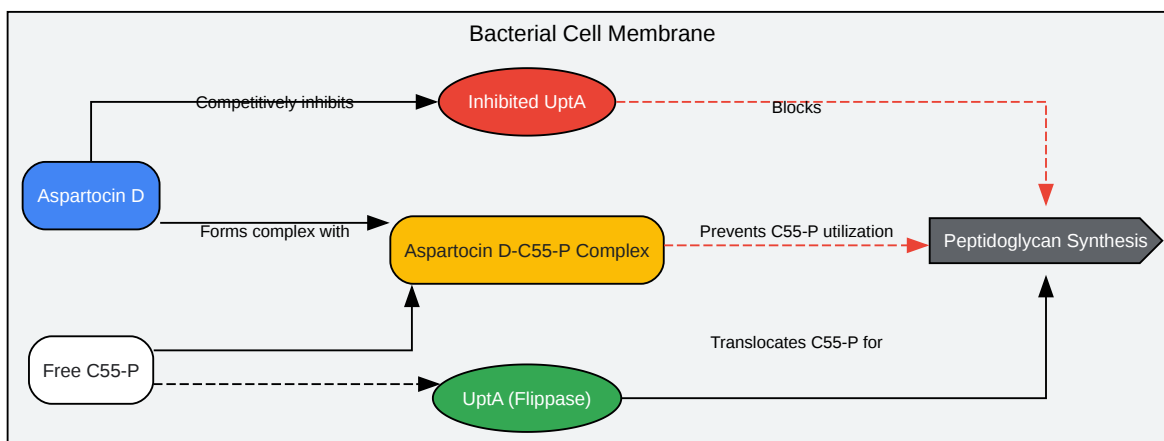 Bacterial Cell Membrane
Competitively inhibits
Inhibited UptA
Blocks
Aspartocin D
Forms complex with
Aspartocin D-C55-P Complex
Prevents C55-P utilization
Peptidoglycan Synthesis
Free C55-P
Translocates C55-P for
UptA (Flippase)